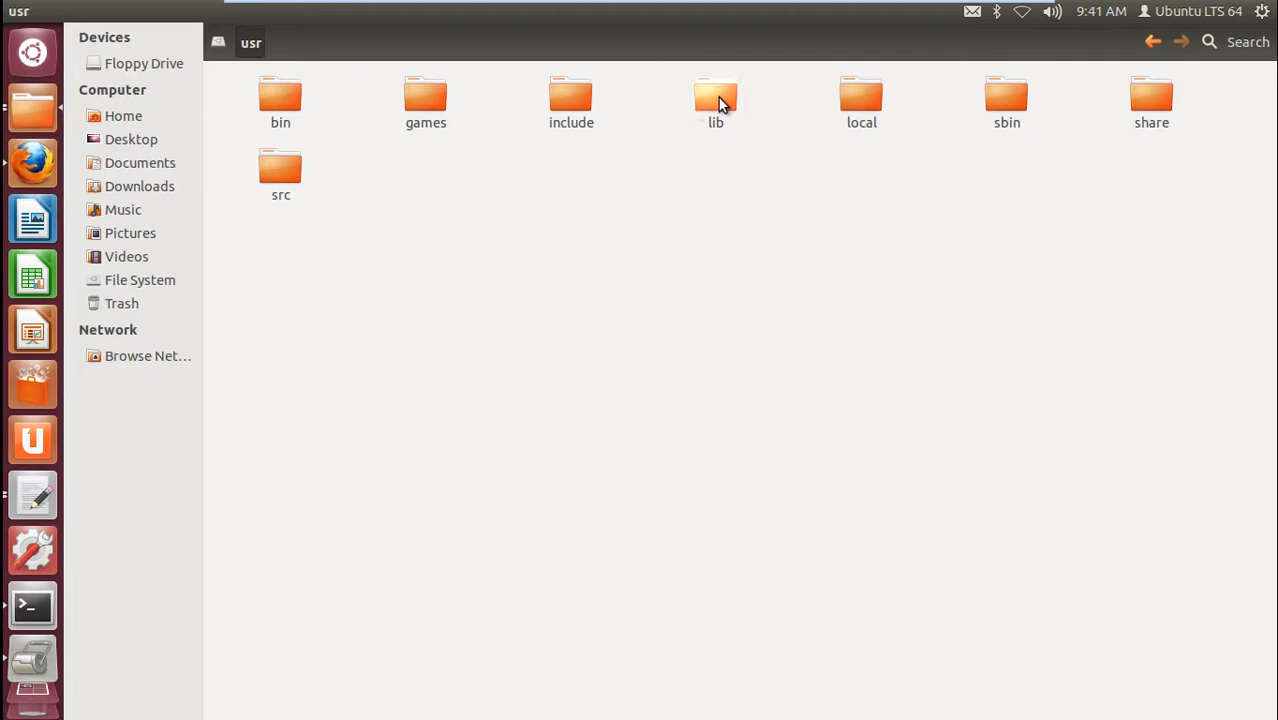 usr
9:41 AM
Ubuntu LTS 64
Devices
Floppy Drive
Computer
Home
Desktop
Documents
Downloads
Music
Pictures
Videos
File System
Trash
Network
Browse Net...
usr
Search
bin
games
include
lib
local
sbin
share
src
>_